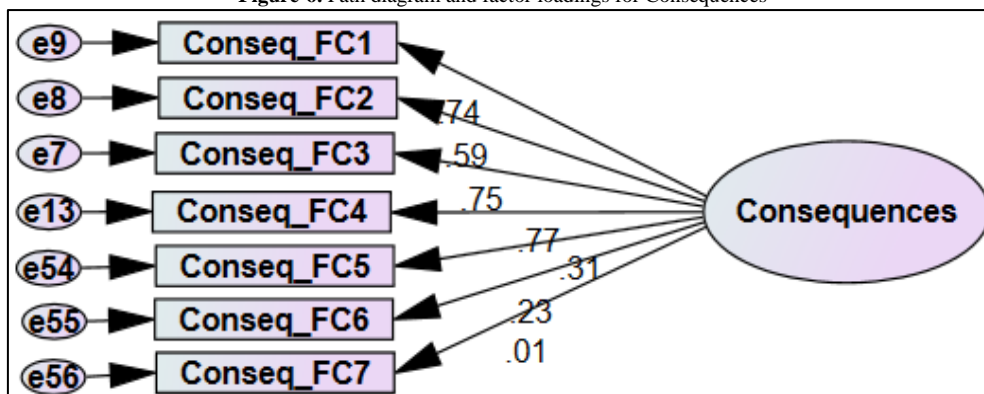 Figure 6. Path diagram and factor loadings for Consequences
e9 Conseq_FC1
e8 Conseq_FC2
.74
e7 Conseq_FC3 .59
e13 Conseq_FC4 .75 Consequences
e54 Conseq_FC5 .77 .31
e55 Conseq_FC6 .23
.01
e56 Conseq_FC7